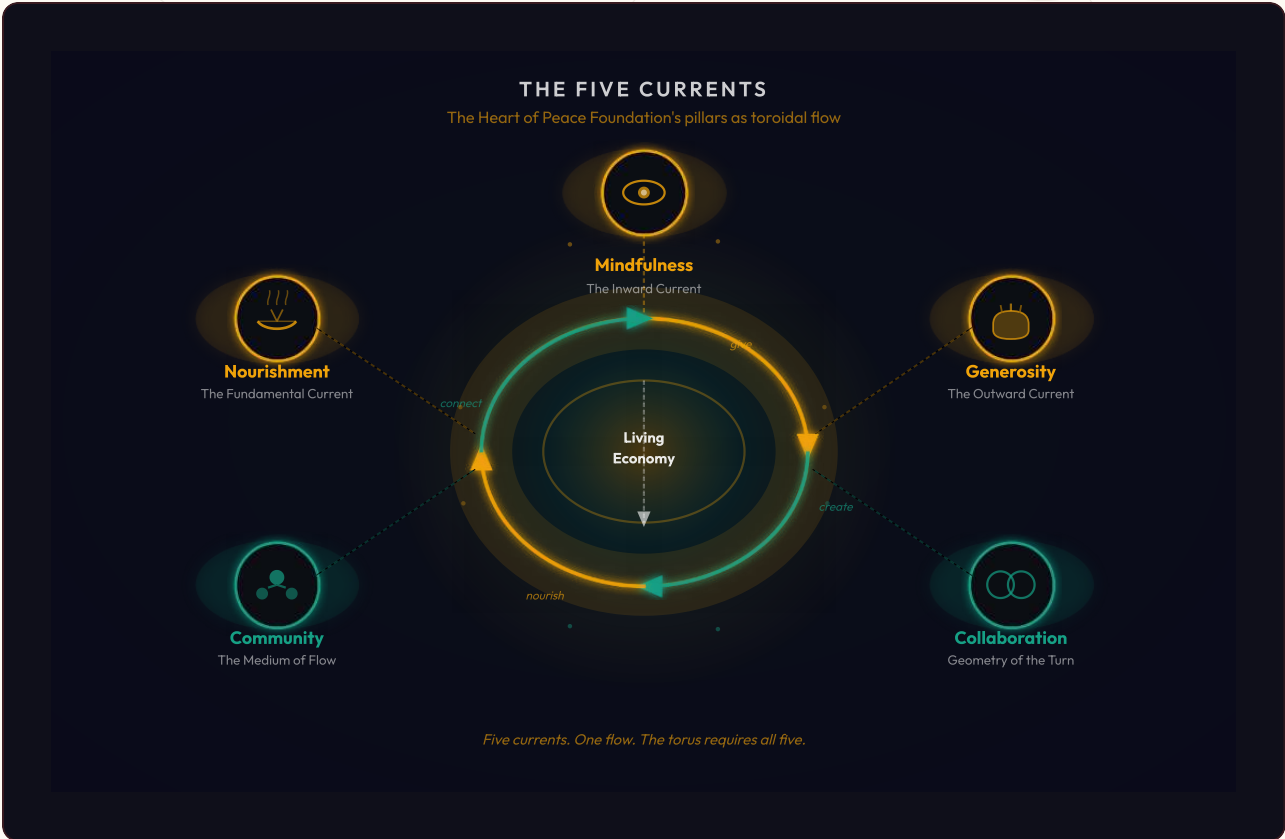 THE FIVE CURRENTS
The Heart of Peace Foundation's pillars as toroidal flow
Mindfulness
The Inward Current
give
Nourishment
The Fundamental Current
Generosity
The Outward Current
connect
Living
Economy
create
nourish
Community
The Medium of Flow
Collaboration
Geometry of the Turn
Five currents. One flow. The torus requires all five.